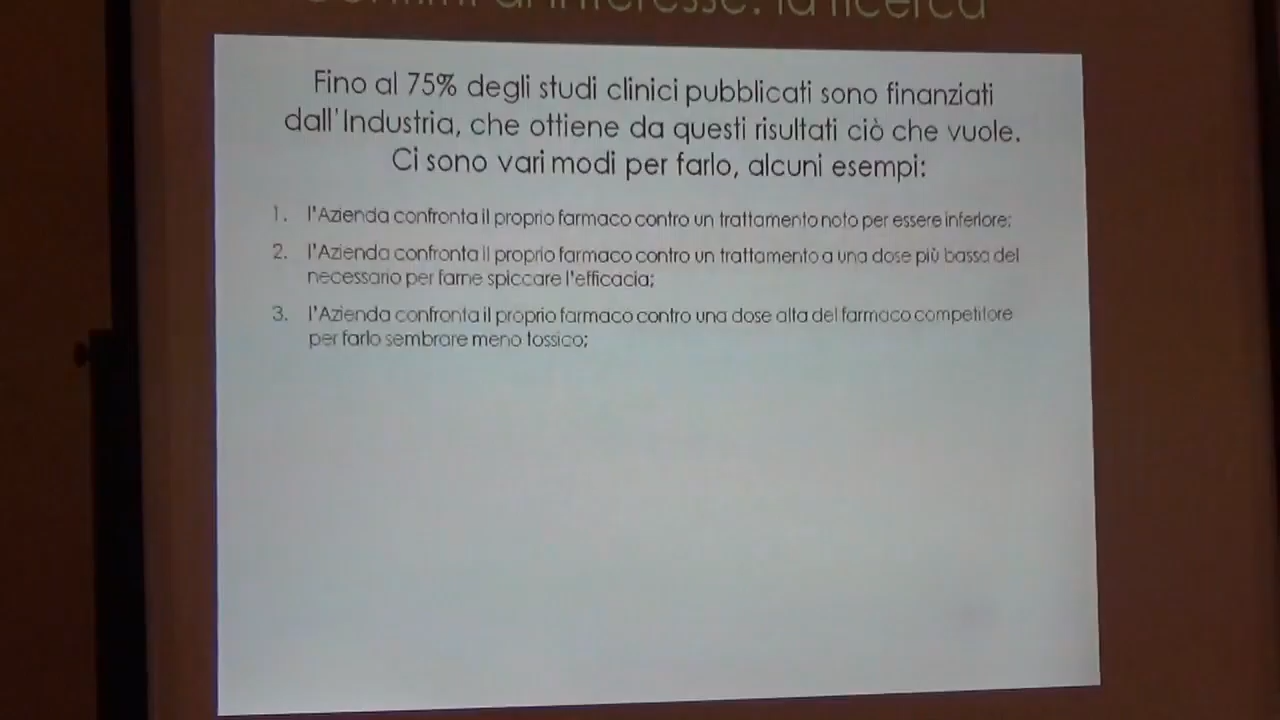 interesse: la ricerca
Fino al 75% degli studi clinici pubblicati sono finanziati
dall'Industria, che ottiene da questi risultati ciò che vuole.
Ci sono vari modi per farlo, alcuni esempi:
1. l'Azienda confronta il proprio farmaco contro un trattamento noto per essere inferiore;
2. l'Azienda confronta il proprio farmaco contro un trattamento a una dose più bassa del
necessario per farne spiccare l'efficacia;
3. l'Azienda confronta il proprio farmaco contro una dose alta del farmaco competitore
per farlo sembrare meno tossico;